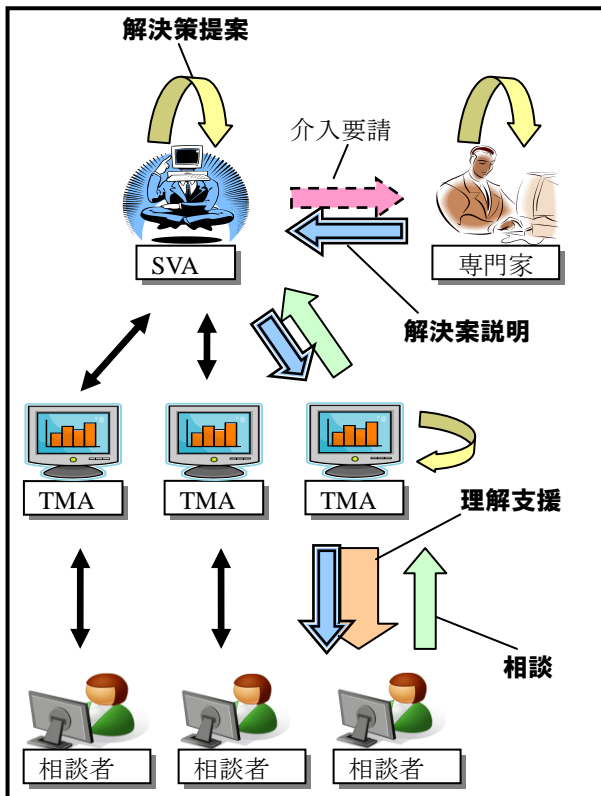 解決策提案
介入要請
SVA
専門家
解決案説明
TMA
TMA
TMA
理解支援
相談
相談者
相談者
相談者